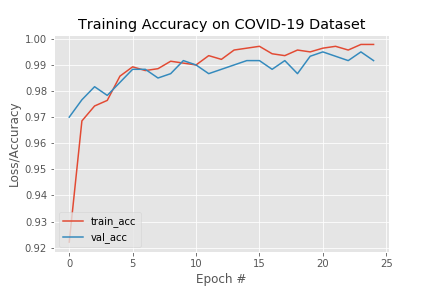 Training Accuracy on COVID-19 Dataset
1.00
0.99
0.98
0.97
0.96
0.95
0.94
0.93
0.92
Loss/Accuracy
train_acc
val_acc
0 5 10 15 20 25
Epoch #